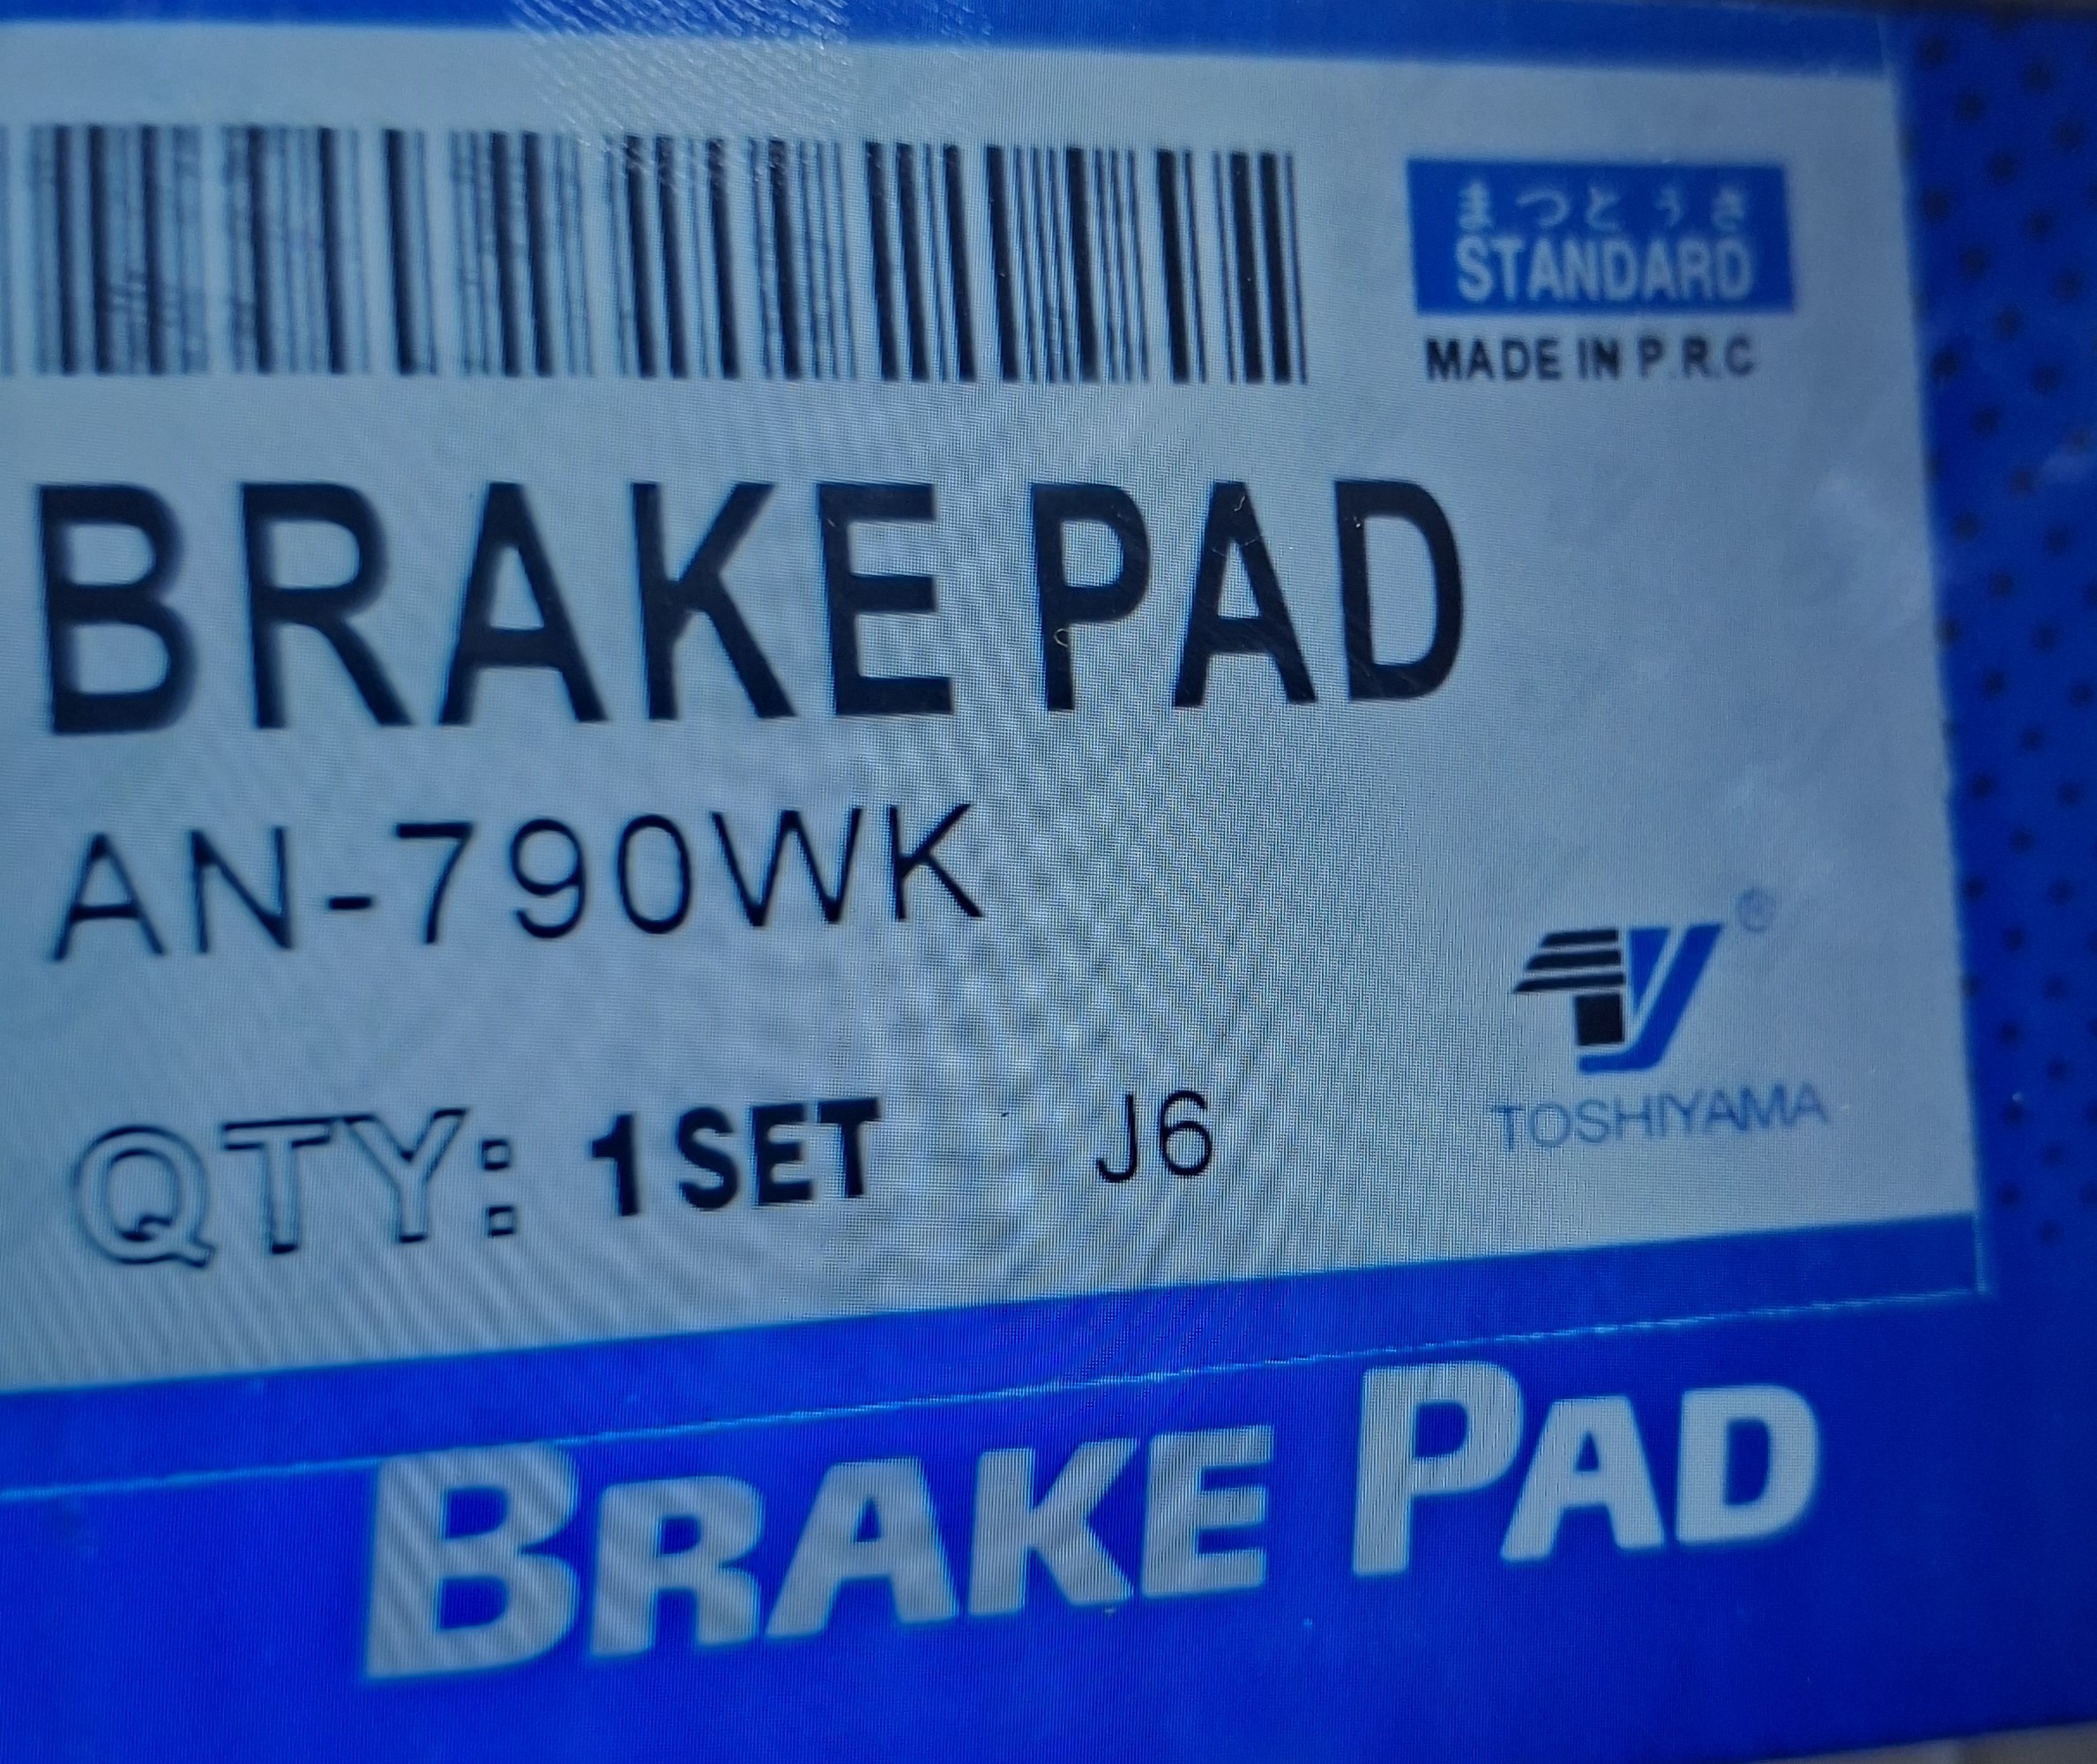 まつとうさ
STANDARD
MADE IN P.R.C
BRAKE PAD
AN-790WK
QTY: 1SET J6
®
TOSHIYAMA
BRAKE PAD